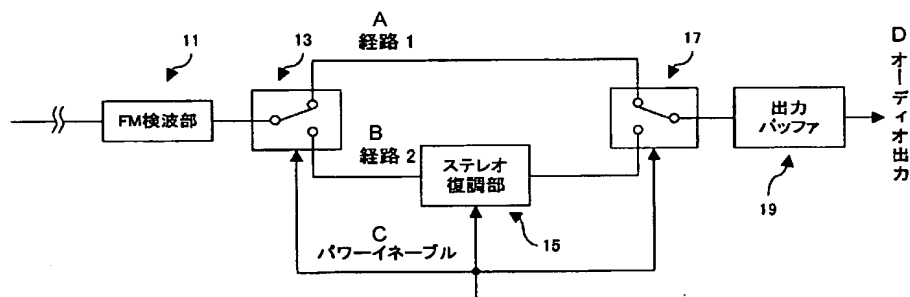 11
FM検波部
13
A
経路 1
B
経路 2
ステレオ
復調部
15
C
パワーイネーブル
17
出力
バッファ
19
D
オーディオ出力